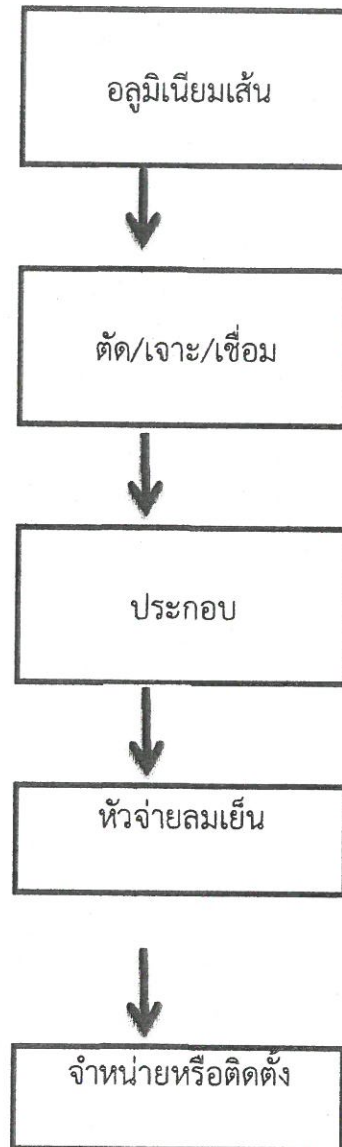 อลูมิเนียมเส้น
ตัด/เจาะ/เชื่อม
ประกอบ
หัวจ่ายลมเย็น
จำหน่ายหรือติดตั้ง